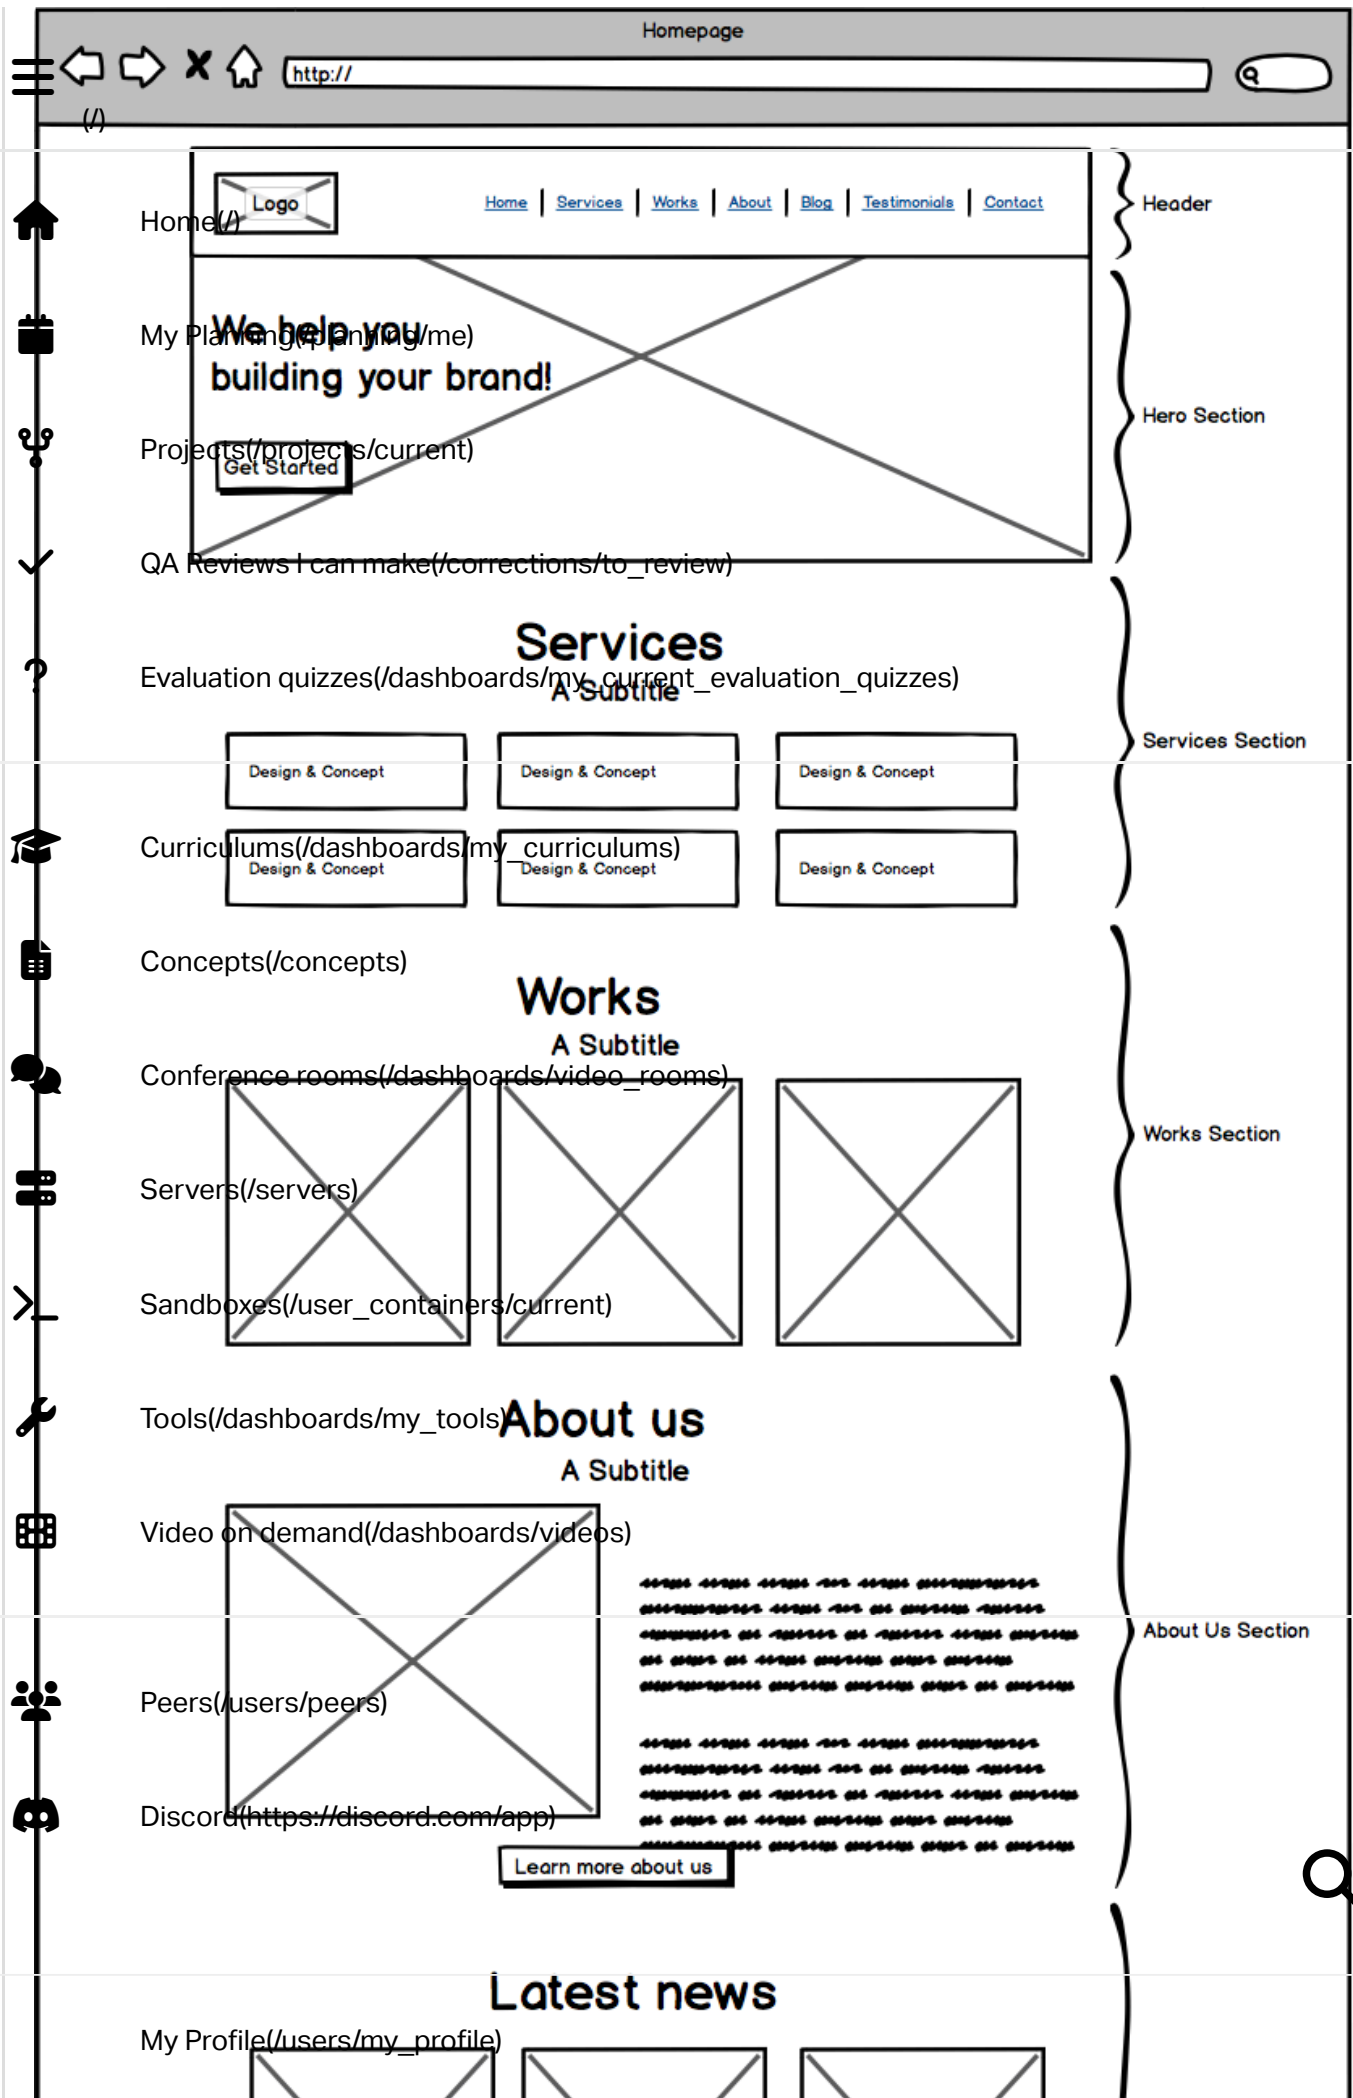 Homepage
http://
(/)
Logo
Home
Services
Works
About
Blog
Testimonials
Contact
Header
Home(/)
We help you
My Planning(/planning/me)
building your brand!
Hero Section
Projects(/projects/current)
Get Started
QA Reviews I can make(/corrections/to_review)
Services
Evaluation quizzes(/dashboards/my_current_evaluation_quizzes)
A Subtitle
Services Section
Design & Concept
Design & Concept
Design & Concept
Curriculums(/dashboards/my_curriculums)
Design & Concept
Design & Concept
Design & Concept
Concepts(/concepts)
Works
A Subtitle
Conference rooms(/dashboards/video_rooms)
Works Section
Servers(/servers)
Sandboxes(/user_containers/current)
Tools(/dashboards/my_tools)
About us
A Subtitle
Video on demand(/dashboards/videos)
About Us Section
Peers(/users/peers)
Discord(https://discord.com/app)
Learn more about us
Latest news
My Profile(/users/my_profile)